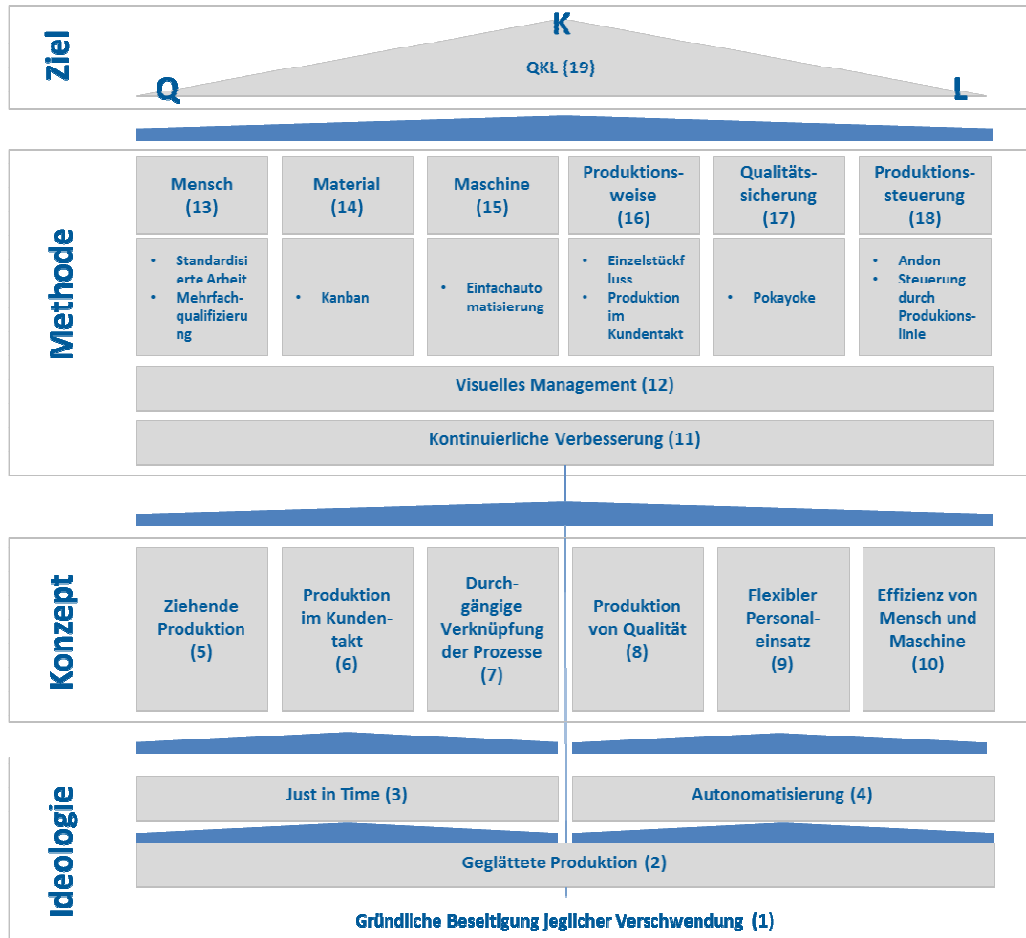 Ziel
K
QKL (19)
Q
L
Methode
Mensch
(13)
Material
(14)
Maschine
(15)
Produktions-
weise
(16)
Qualitäts-
sicherung
(17)
Produktions-
steuerung
(18)
• Standardisi
erte Arbeit
• Mehrfach-
qualifizieru
ng
• Kanban
• Einfachauto
matisierung
• Einzelstückf
luss
• Produktion
im
Kundentakt
• Pokayoke
• Andon
• Steuerung
durch
Produkions-
linie
Visuelles Management (12)
Kontinuierliche Verbesserung (11)
Konzept
Ziehende
Produktion
(5)
Produktion
im Kunden-
takt
(6)
Durch-
gängige
Verknüpfung
der Prozesse
(7)
Produktion
von Qualität
(8)
Flexibler
Personal-
einsatz
(9)
Effizienz von
Mensch und
Maschine
(10)
Ideologie
Just in Time (3)
Autonomatisierung (4)
Geglättete Produktion (2)
Gründliche Beseitigung jeglicher Verschwendung (1)